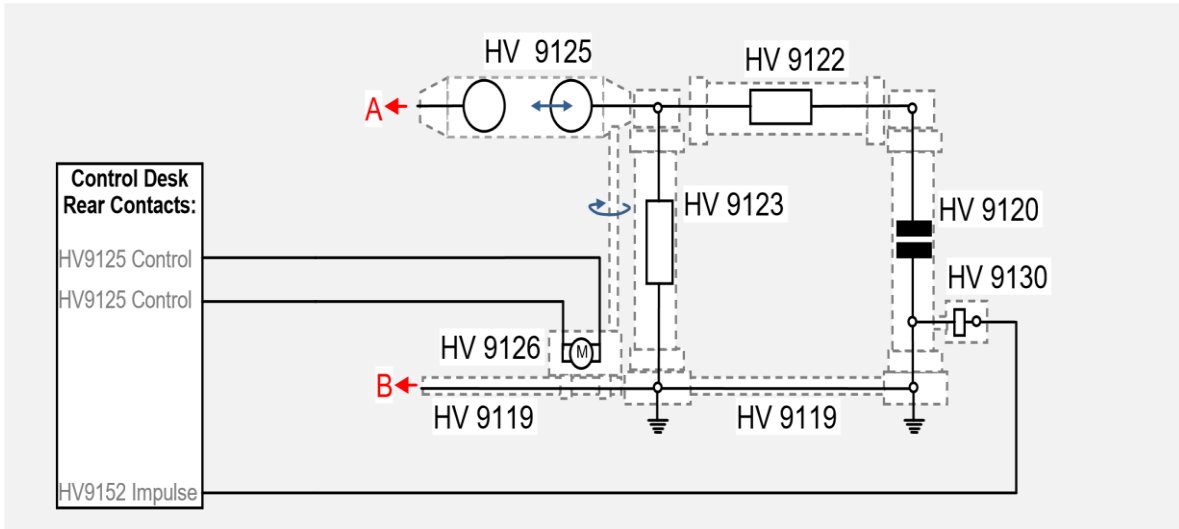 HV 9125
HV 9122
A
Control Desk
Rear Contacts:
HV 9123
HV 9120
HV9125 Control
HV 9130
HV9125 Control
HV 9126
M
B
HV 9119
HV 9119
HV9152 Impulse